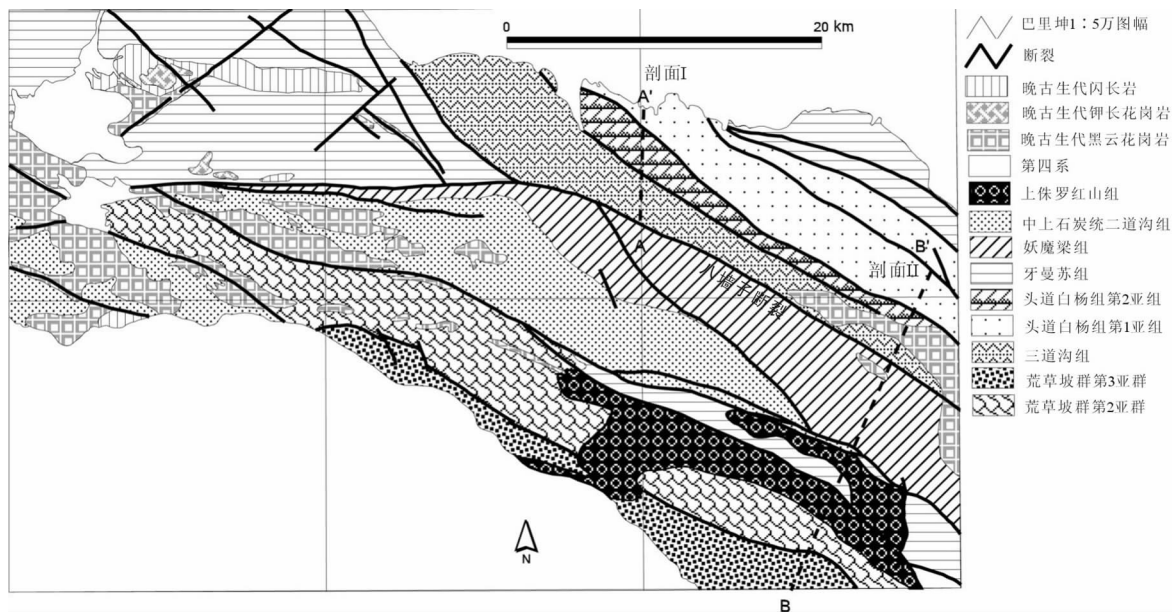 0
20 km
剖面I
A'
A
八墙子断裂
B'
剖面II
B
N
巴里坤1：5万图幅
断裂
晚古生代闪长岩
晚古生代钾长花岗岩
晚古生代黑云花岗岩
第四系
上侏罗红山组
中上石炭统二道沟组
妖魔梁组
牙曼苏组
头道白杨组第2亚组
头道白杨组第1亚组
三道沟组
荒草坡群第3亚群
荒草坡群第2亚群